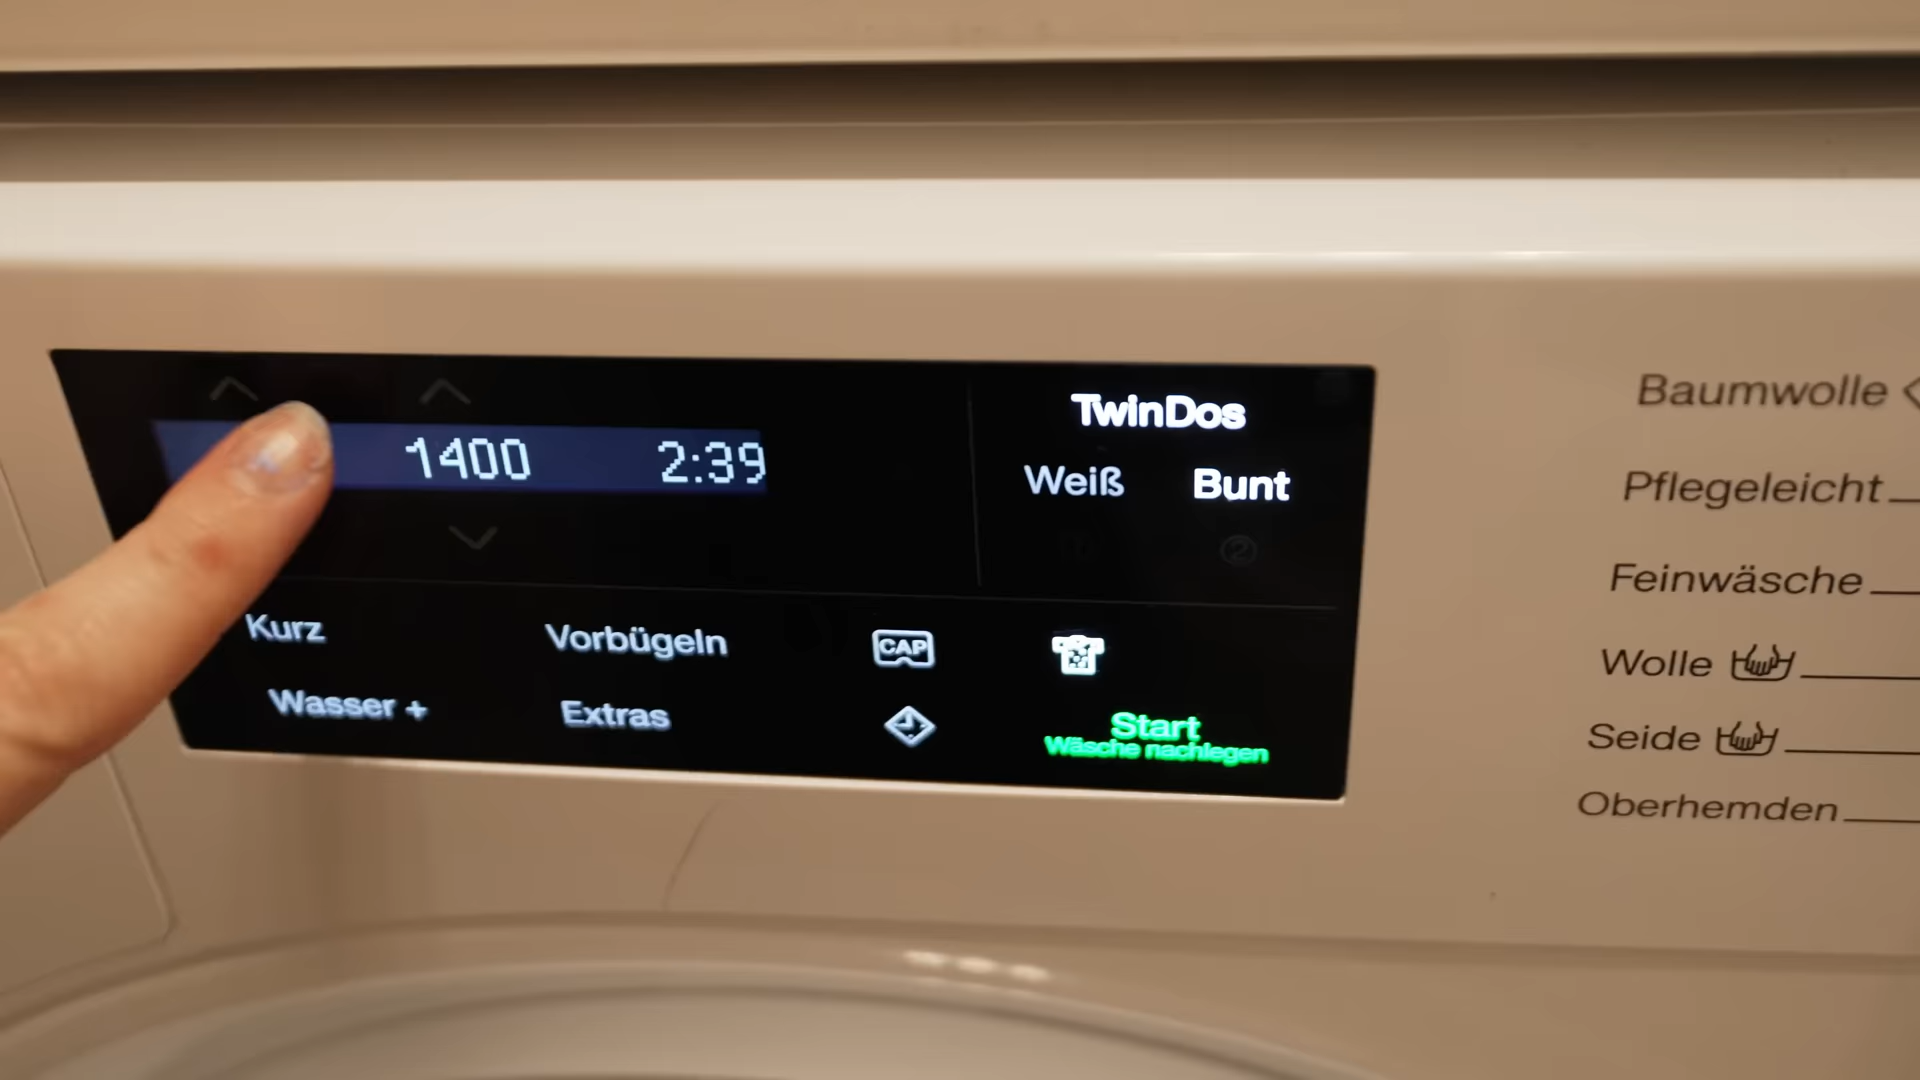 TwinDos
1400 2:39
Weiß Bunt
2
Kurz Vorbügeln CAP
Wasser + Extras Start
Wäsche nachlegen
Baumwolle
Pflegeleicht
Feinwäsche
Wolle
Seide
Oberhemden